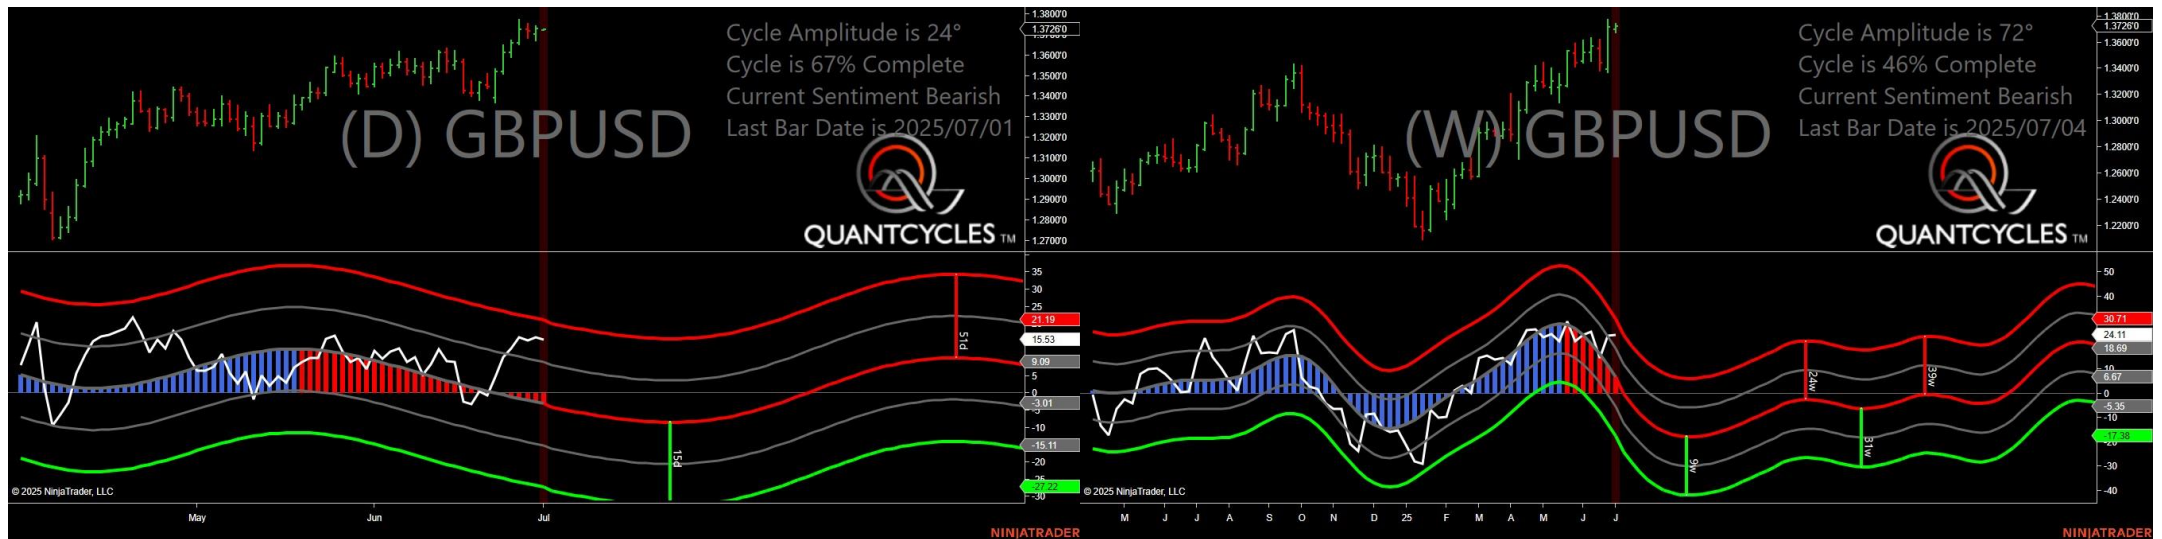 Cycle Amplitude is 24°
Cycle is 67% Complete
Current Sentiment Bearish
Last Bar Date is 2025/07/01
(D) GBPUSD
QUANTCYCLES TM
1.3800'0
1.3726'0
1.3600'0
1.3500'0
1.3400'0
1.3300'0
1.3200'0
1.3100'0
1.3000'0
1.2900'0
1.2800'0
1.2700'0
35
30
25
21.19
15.53
9.09
5
0
-3.01
-10
-15.11
-20
-27.22
-30
51d
15d
© 2025 NinjaTrader, LLC
May Jun Jul
NINJATRADER
Cycle Amplitude is 72°
Cycle is 46% Complete
Current Sentiment Bearish
Last Bar Date is 2025/07/04
(W) GBPUSD
QUANTCYCLES TM
1.3800'0
1.3726'0
1.3600'0
1.3400'0
1.3200'0
1.3000'0
1.2800'0
1.2600'0
1.2400'0
1.2200'0
50
40
30.71
24.11
18.69
10
6.67
0
-5.35
-10
-17.38
-30
-40
24w
39w
9w
31w
© 2025 NinjaTrader, LLC
M J J A S O N D 25 F M A M J J
NINJATRADER